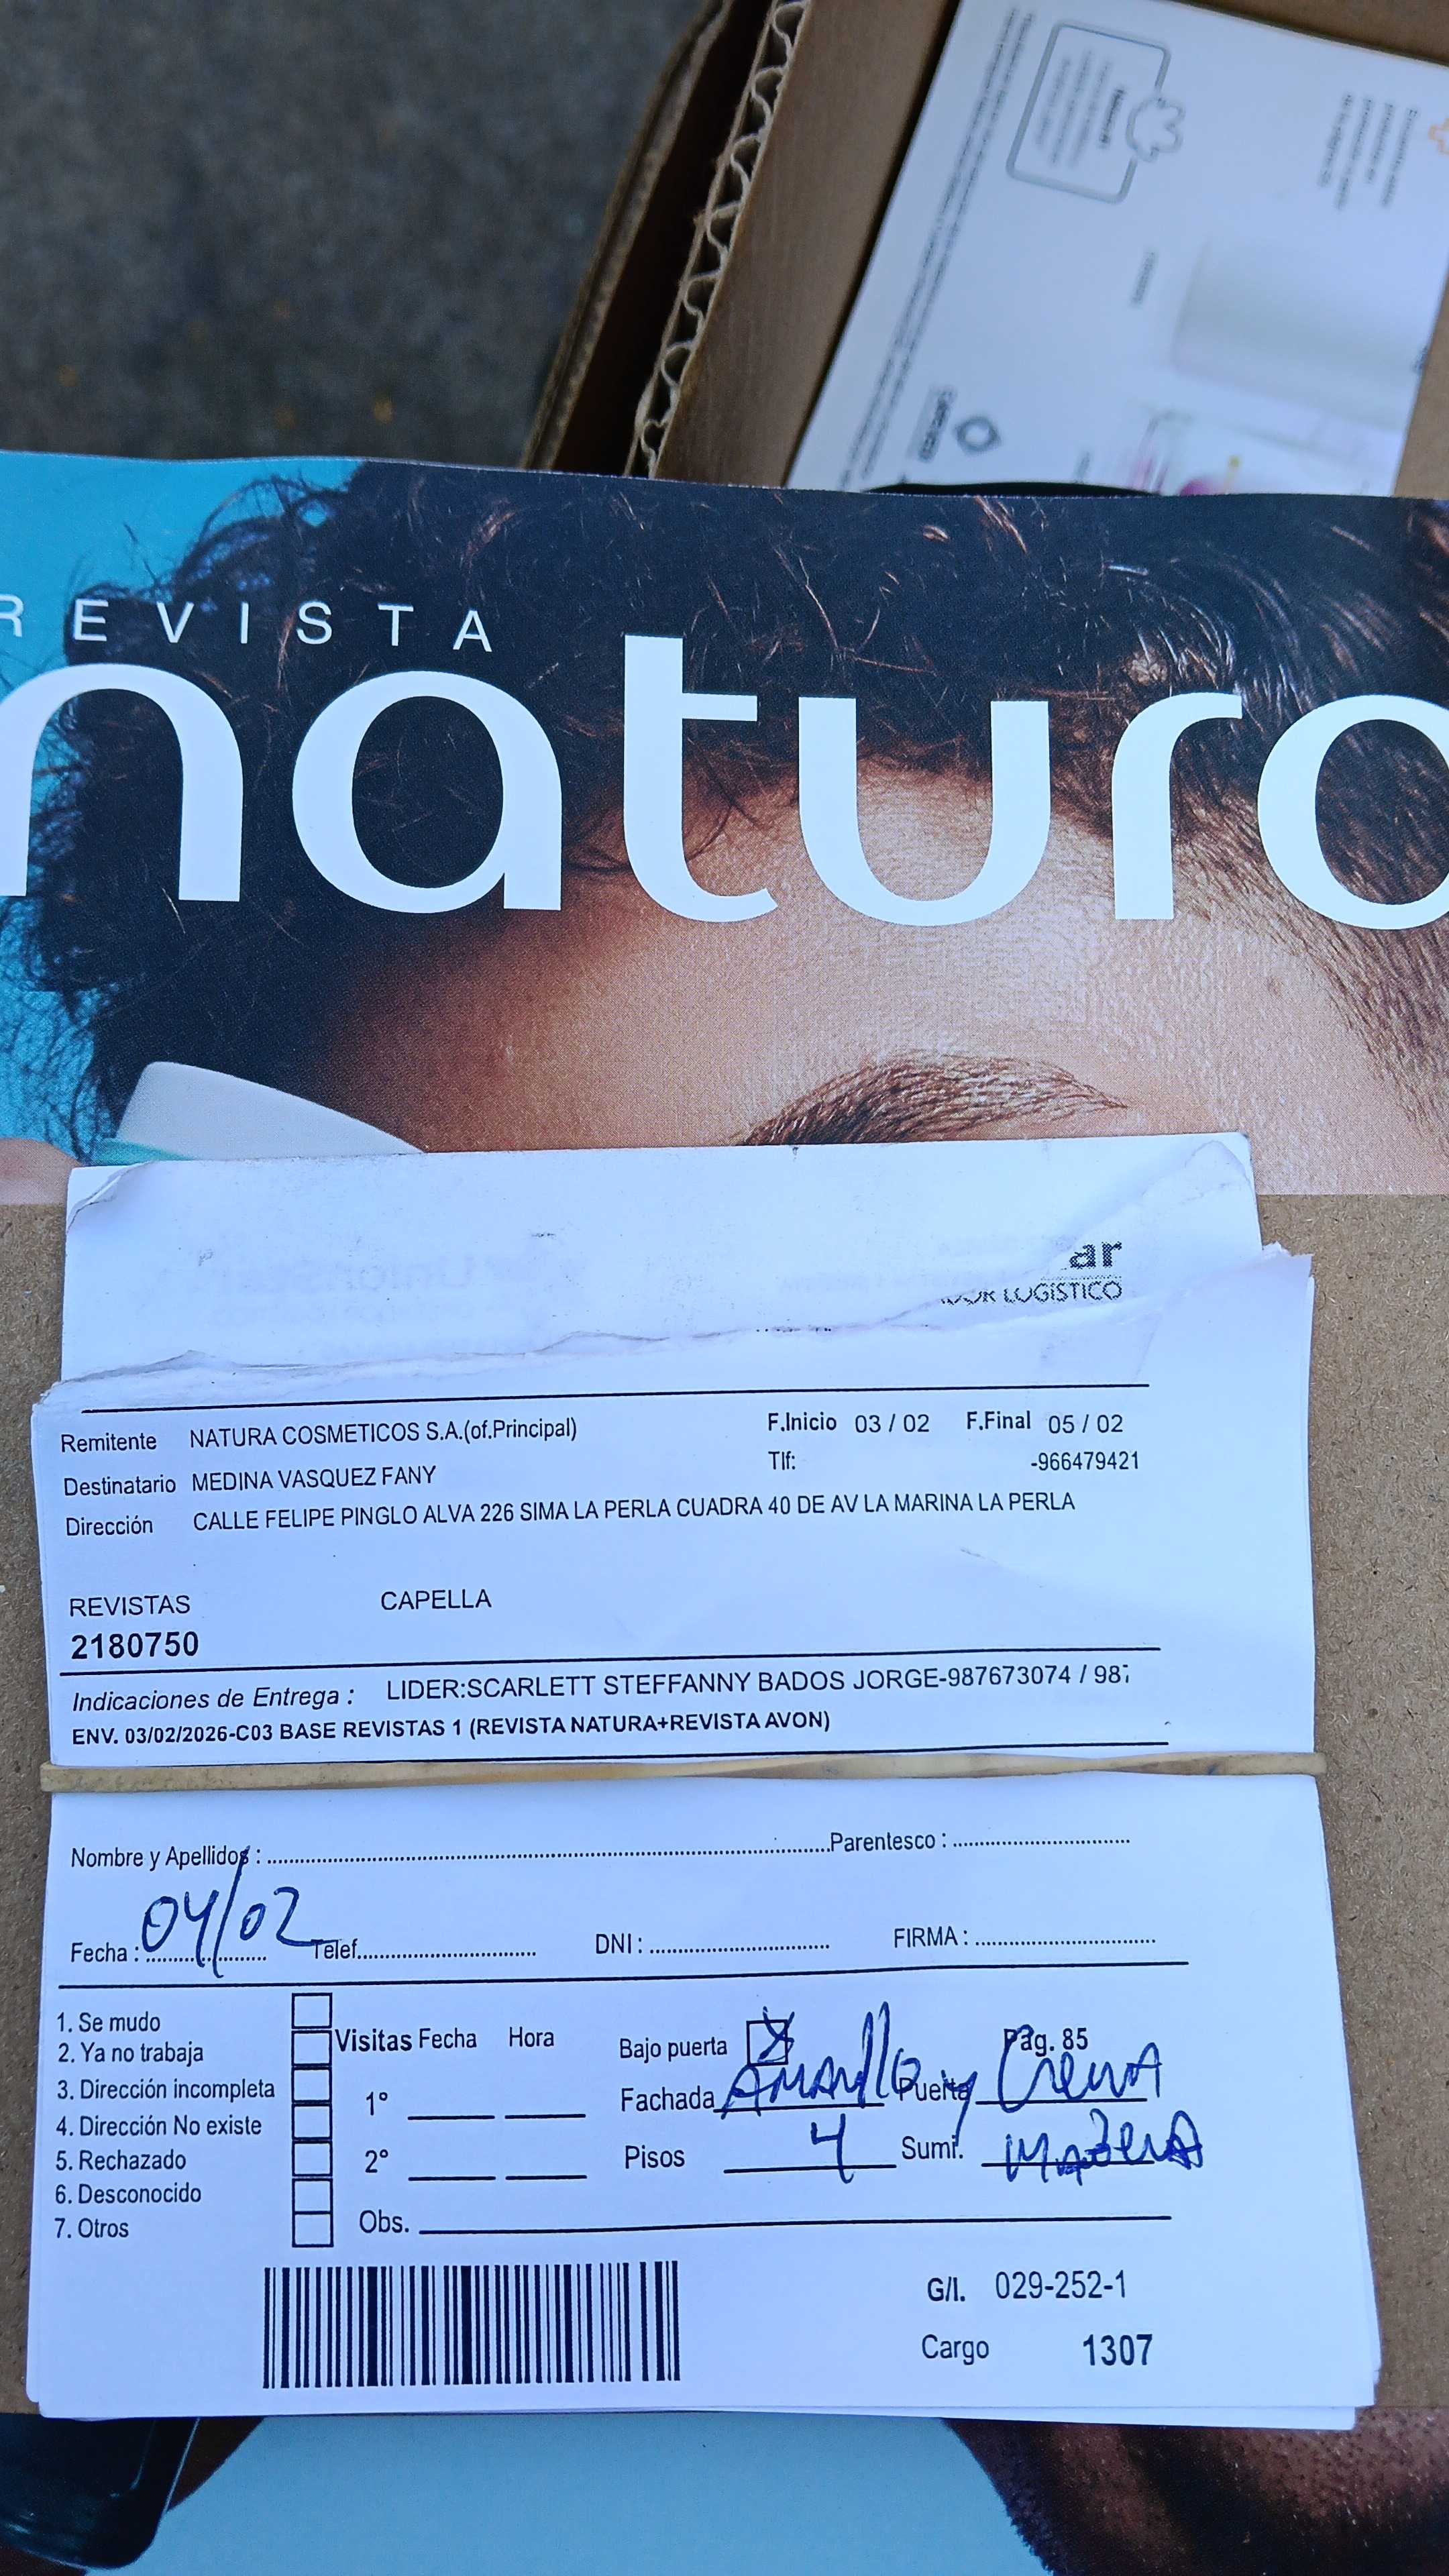 REVISTA
natura
ar
LOGÍSTICO
Remitente NATURA COSMETICOS S.A.(of.Principal) F.Inicio 03 / 02 F.Final 05 / 02
Destinatario MEDINA VASQUEZ FANY Tlf: -966479421
Dirección CALLE FELIPE PINGLO ALVA 226 SIMA LA PERLA CUADRA 40 DE AV LA MARINA LA PERLA
REVISTAS CAPELLA
2180750
Indicaciones de Entrega : LIDER:SCARLETT STEFFANNY BADOS JORGE-987673074 / 987
ENV. 03/02/2026-C03 BASE REVISTAS 1 (REVISTA NATURA+REVISTA AVON)
Nombre y Apellidos : Parentesco :
Fecha : 04/02 Telef. DNI : FIRMA :
1. Se mudo
2. Ya no trabaja
3. Dirección incompleta
4. Dirección No existe
5. Rechazado
6. Desconocido
7. Otros
Visitas Fecha Hora
1°
2°
Bajo puerta X Pag. 85
Fachada Amarillo y Puerta Crema
Pisos 4 Sumi. Madera
Obs.
G/I. 029-252-1
Cargo 1307